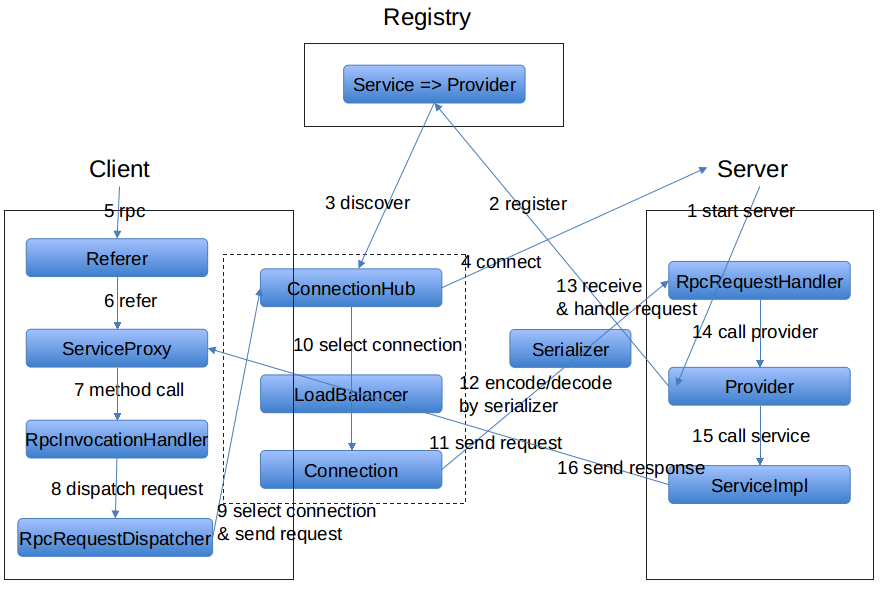 Registry
Service => Provider
Client
Server
3 discover
2 register
5 rpc
1 start server
Referer
4 connect
RpcRequestHandler
ConnectionHub
13 receive
& handle request
6 refer
14 call provider
ServiceProxy
10 select connection
Serializer
7 method call
LoadBalancer
12 encode/decode
by serializer
Provider
RpcInvocationHandler
11 send request
15 call service
Connection
16 send response
8 dispatch request
ServiceImpl
9 select connection
& send request
RpcRequestDispatcher